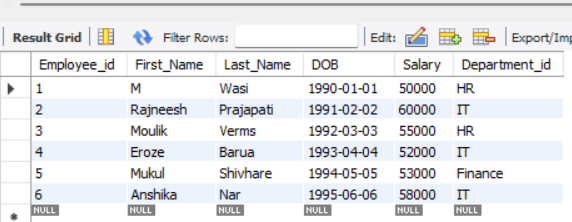 Result Grid Filter Rows: Edit: Export/Imp
Employee_id First_Name Last_Name DOB Salary Department_id
1 M Wasi 1990-01-01 50000 HR
2 Rajneesh Prajapati 1991-02-02 60000 IT
3 Moulik Verms 1992-03-03 55000 HR
4 Eroze Barua 1993-04-04 52000 IT
5 Mukul Shivhare 1994-05-05 53000 Finance
6 Anshika Nar 1995-06-06 58000 IT
NULL NULL NULL NULL NULL NULL